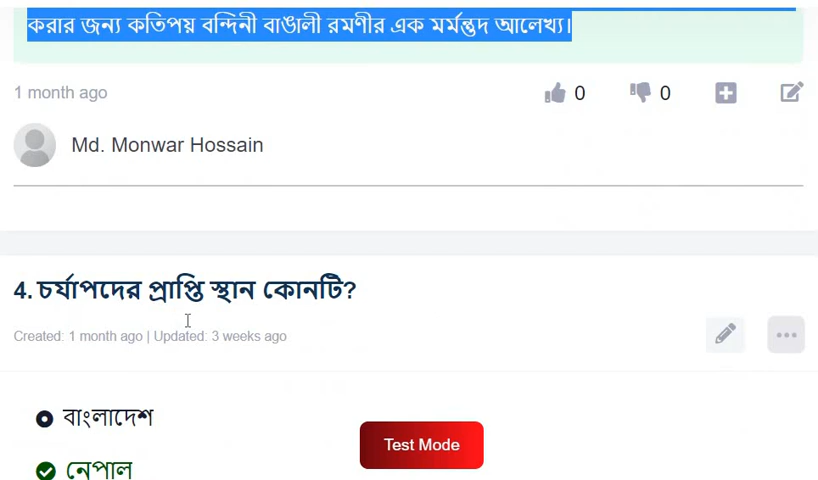 করার জন্য কতিপয় বন্দিনী বাঙালী রমণীর এক মর্মন্তুদ আলেখ্য।
1 month ago 0 0
Md. Monwar Hossain
4. চর্যাপদের প্রাপ্তি স্থান কোনটি?
Created: 1 month ago | Updated: 3 weeks ago
বাংলাদেশ
Test Mode
নেপাল